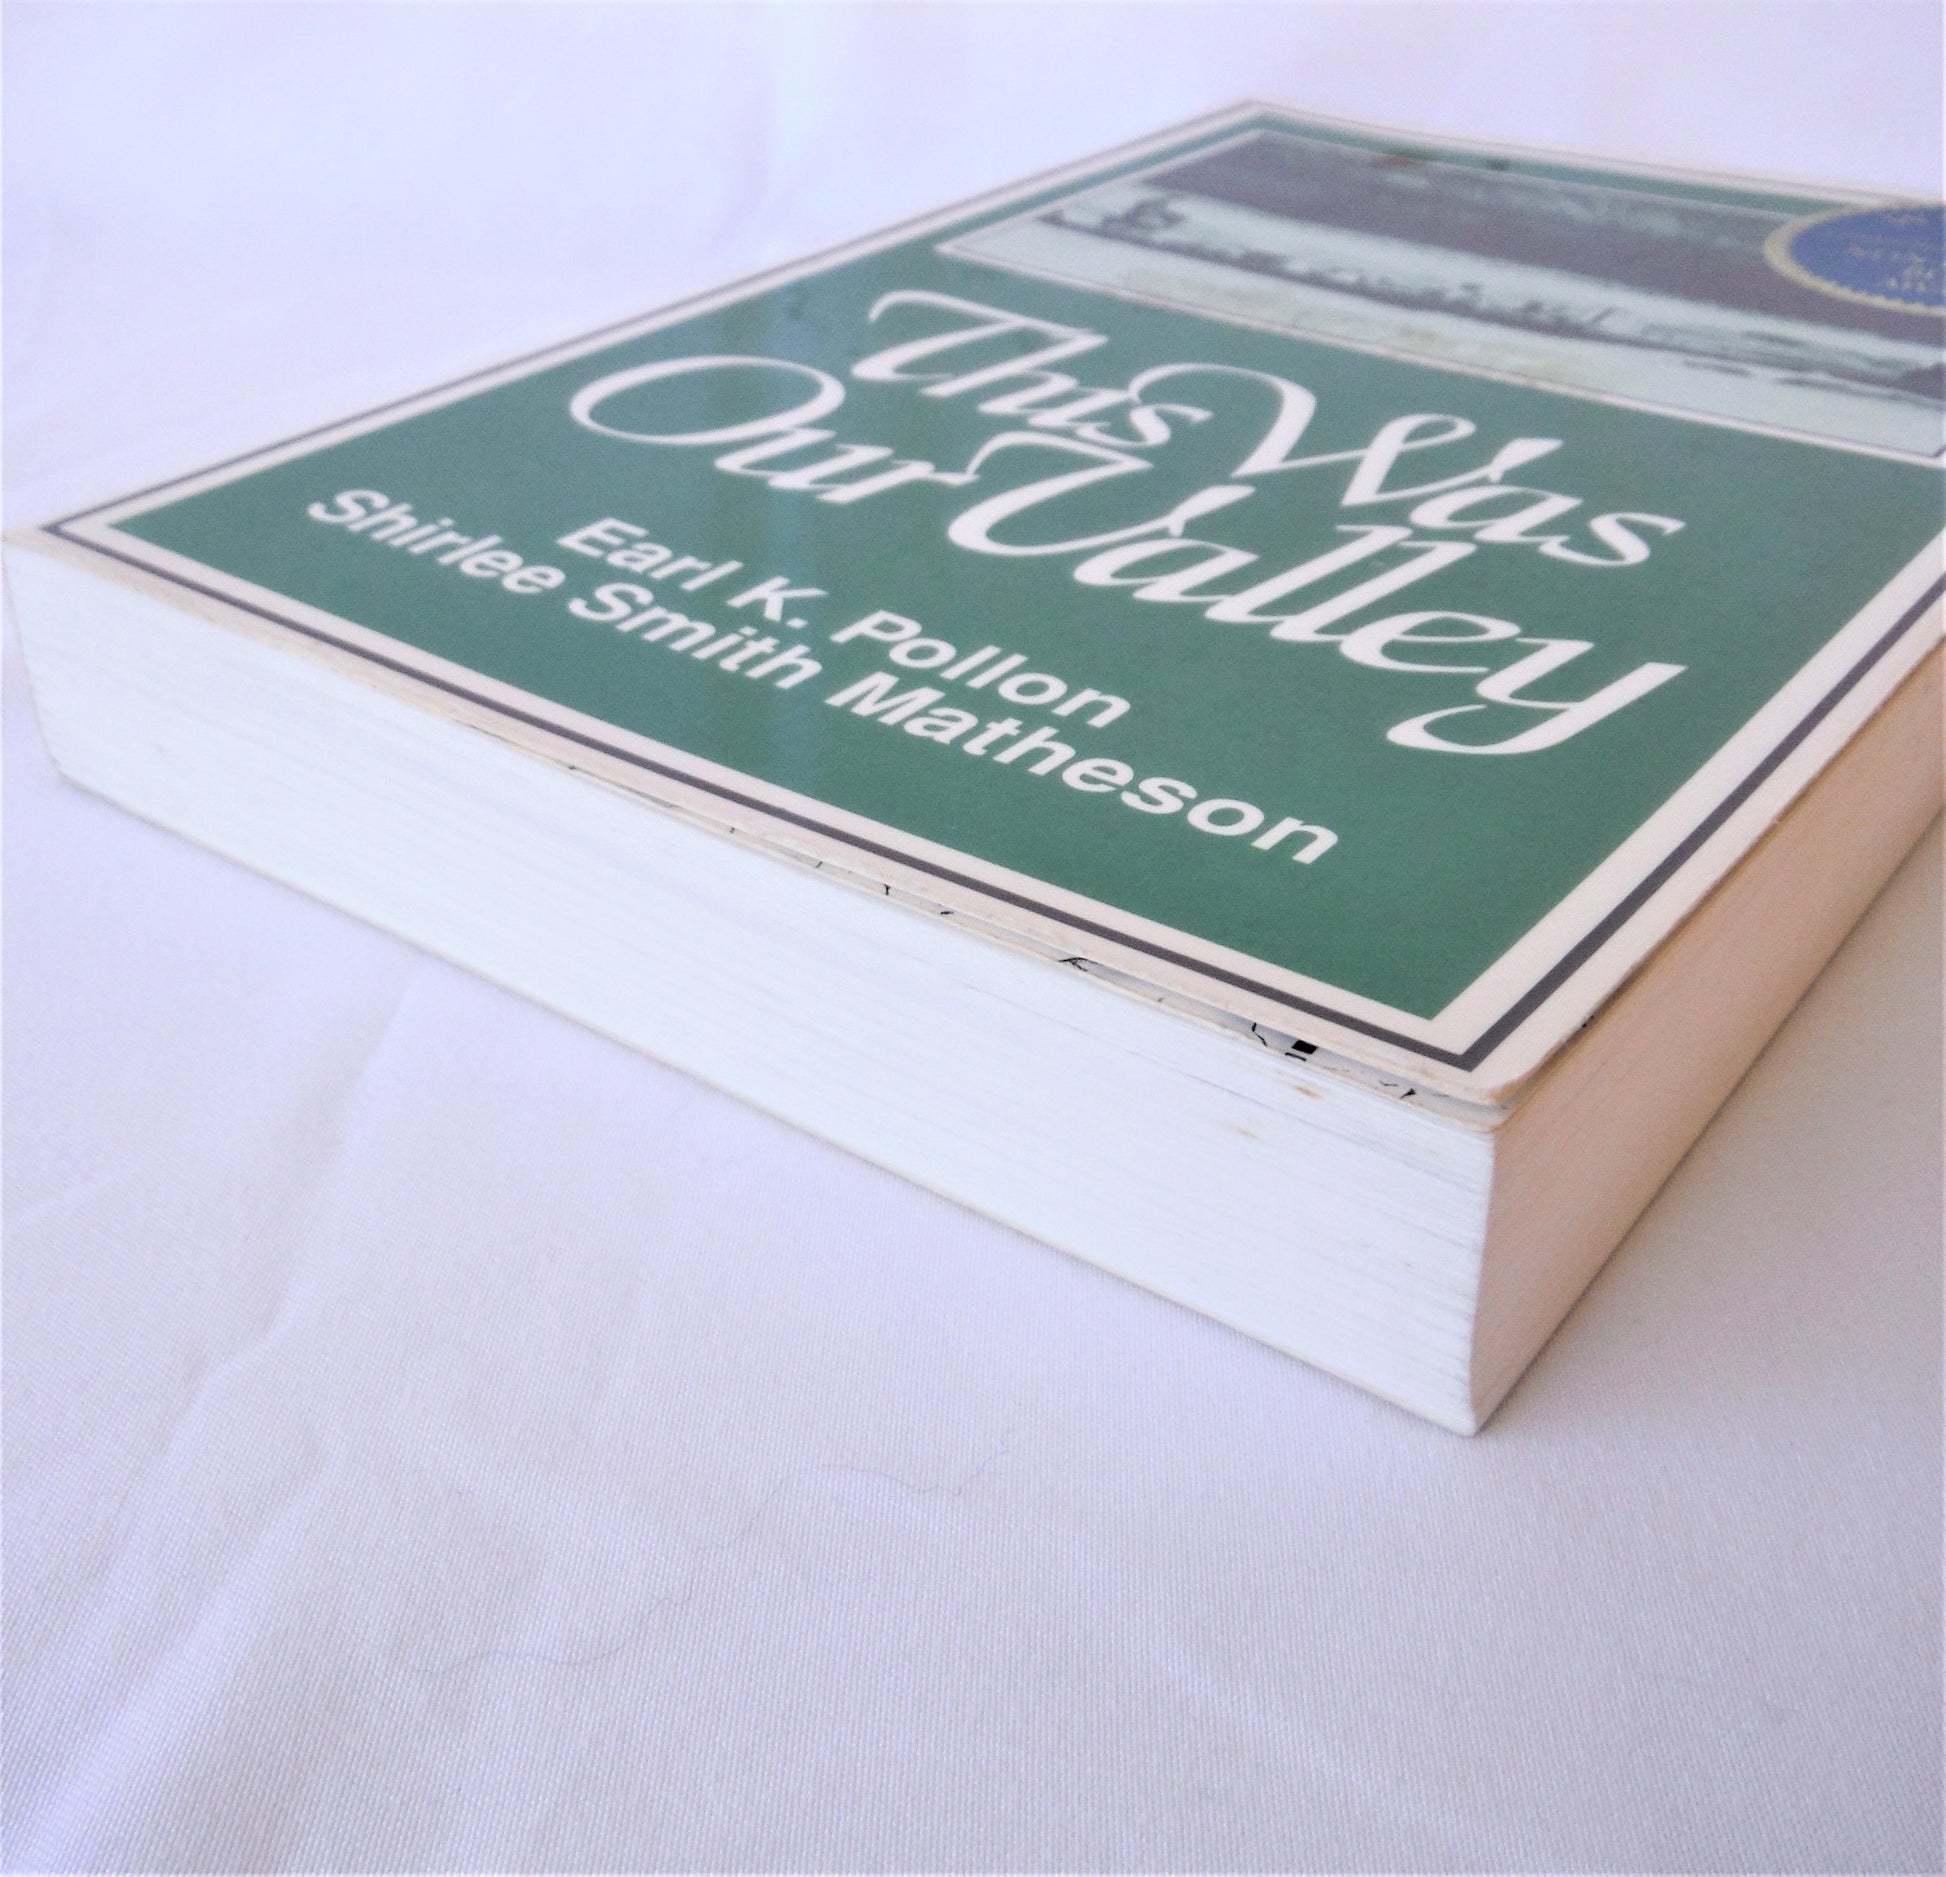 This Was
Our Valley
Earl K. Pollon
Shirlee Smith Matheson